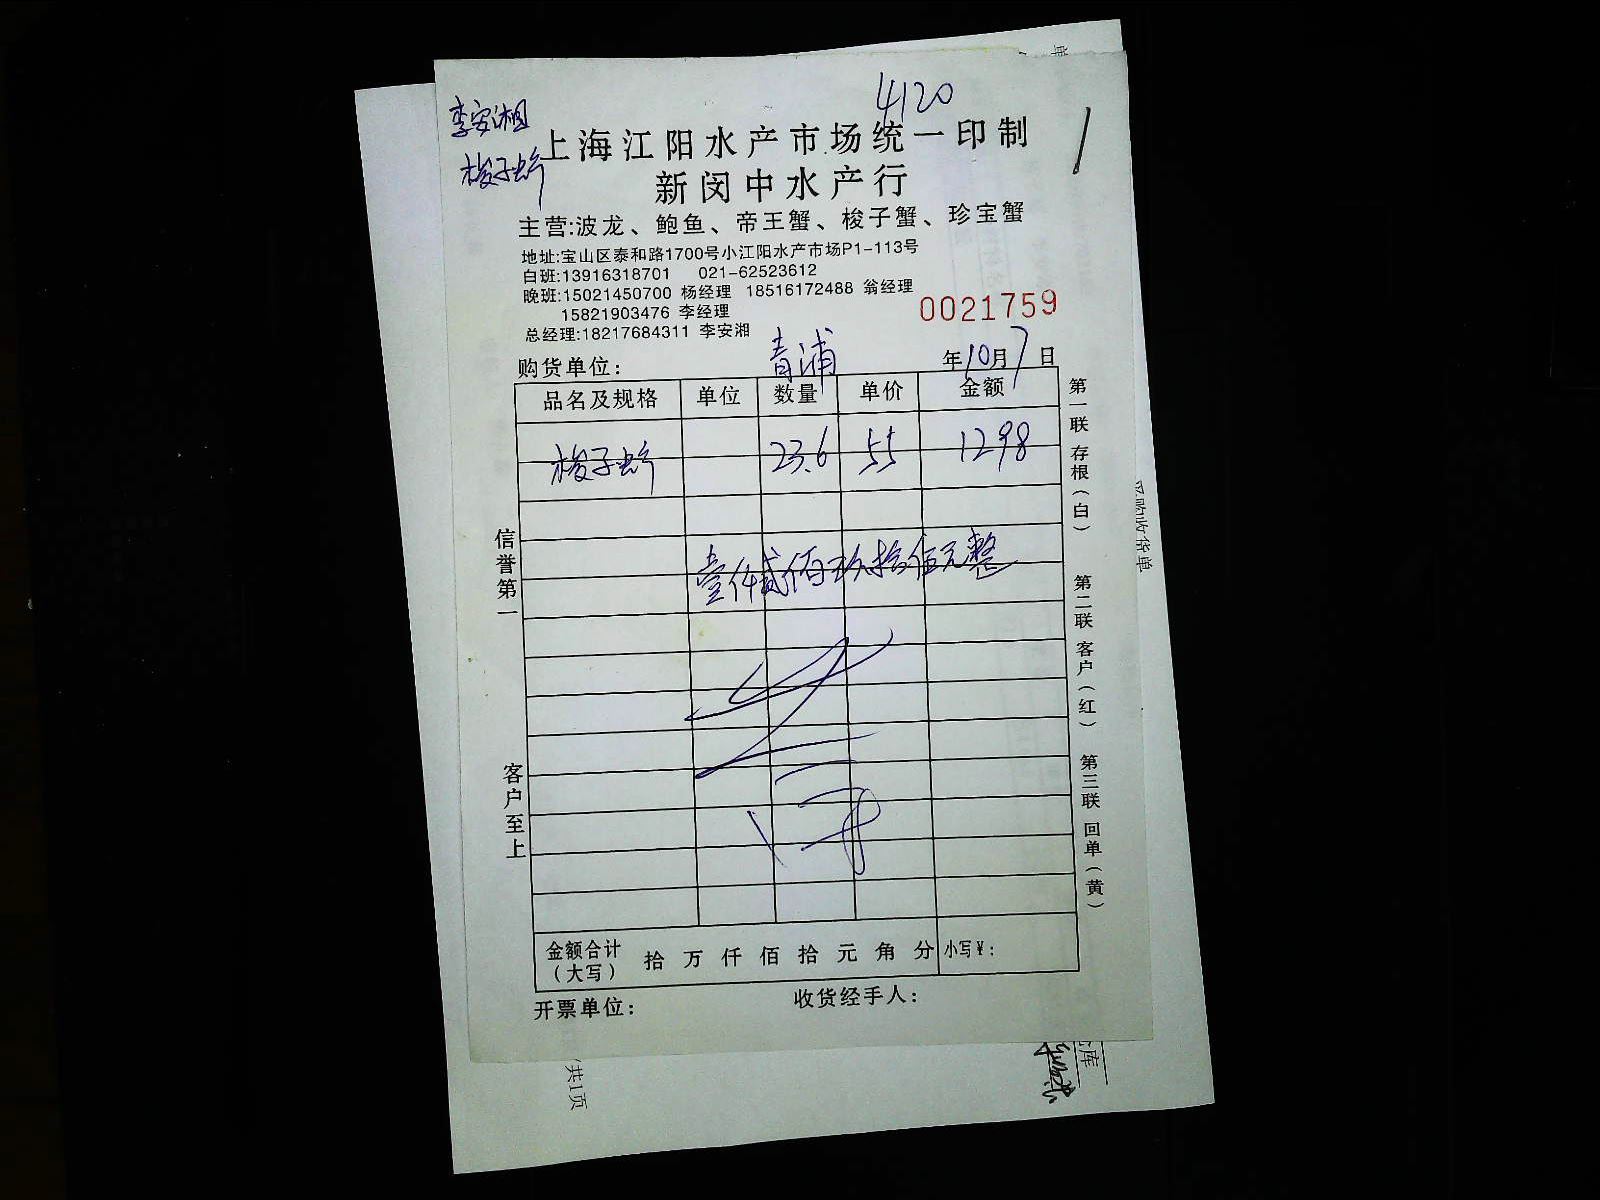 4120
李安湘
梭子蚧
上海江阳水产市场统一印制
新闵中水产行
主营:波龙、鲍鱼、帝王蟹、梭子蟹、珍宝蟹
地址:宝山区泰和路1700号小江阳水产市场P1-113号
白班:13916318701 021-62523612
晚班:15021450700 杨经理 18516172488 翁经理
15821903476 李经理
总经理:18217684311 李安湘
0021759
购货单位: 青浦 年10月7日
品名及规格 单位 数量 单价 金额
梭子蚧 23.6 55 1298
壹仟贰佰玖拾伍元整
金额合计(大写) 拾 万 仟 佰 拾 元 角 分 小写¥:
开票单位: 收货经手人:
信誉第一
客户至上
第一联 存根(白)
第二联 客户(红)
第三联 回单(黄)
共1页